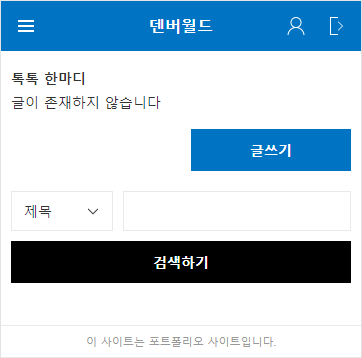 덴버월드
톡톡 한마디
글이 존재하지 않습니다
글쓰기
제목
검색하기
이 사이트는 포트폴리오 사이트입니다.